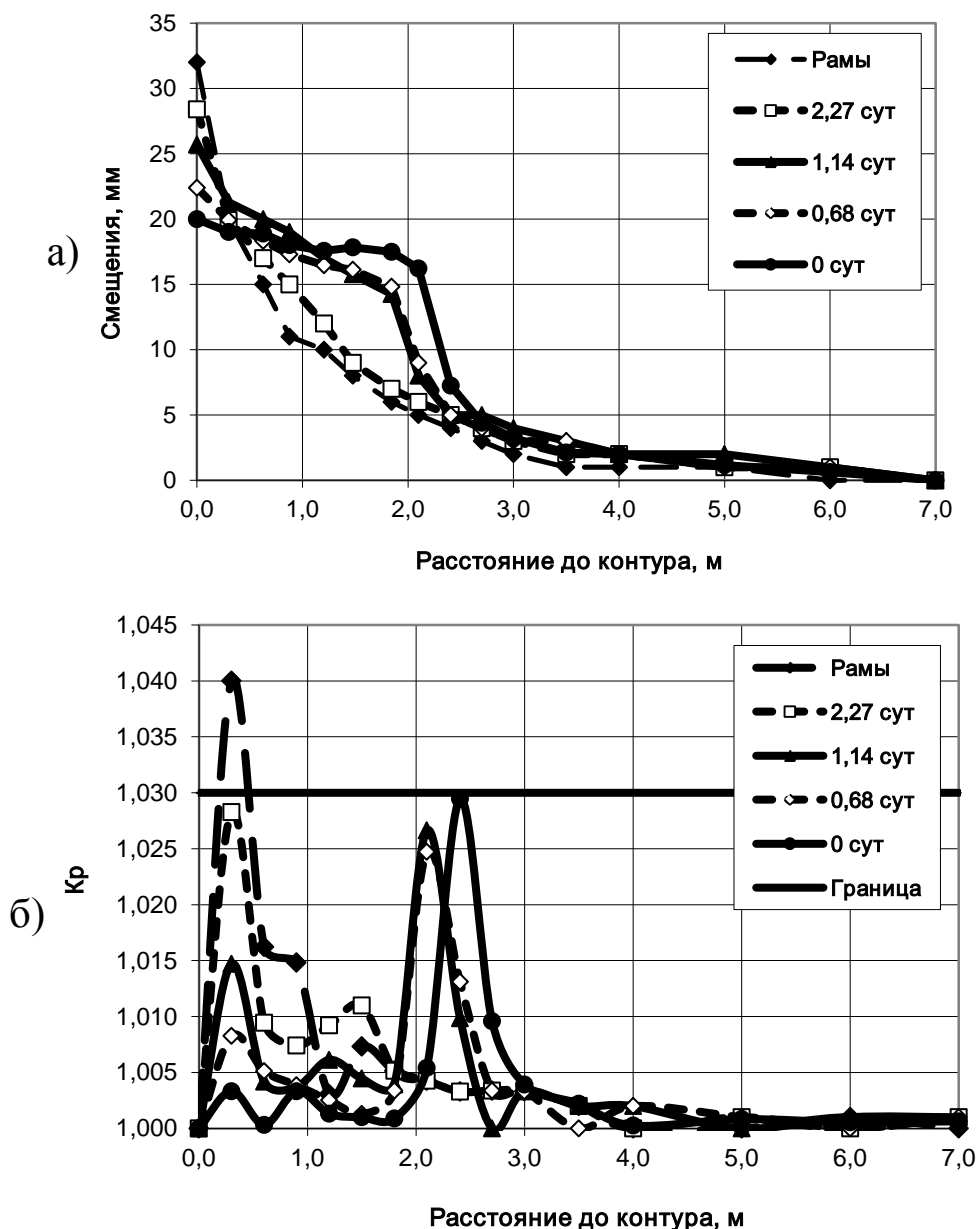 а)
Смещения, мм
35
30
25
20
15
10
5
0
0,0 1,0 2,0 3,0 4,0 5,0 6,0 7,0
Расстояние до контура, м
Рамы
2,27 сут
1,14 сут
0,68 сут
0 сут
б)
Кр
1,045
1,040
1,035
1,030
1,025
1,020
1,015
1,010
1,005
1,000
0,0 1,0 2,0 3,0 4,0 5,0 6,0 7,0
Расстояние до контура, м
Рамы
2,27 сут
1,14 сут
0,68 сут
0 сут
Граница